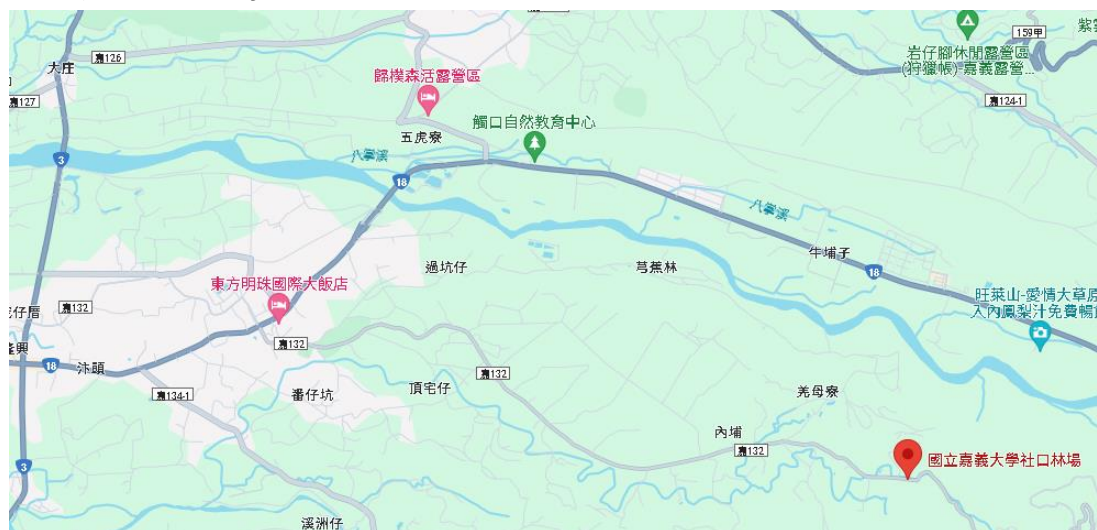 159甲
紫雲
岩仔腳休閒露營區
(狩獵帳)-嘉義露營...
嘉126
大庄
歸樸森活露營區
嘉127
嘉124-1
觸口自然教育中心
五虎寮
八掌溪
3
18
八掌溪
牛埔子
過坑仔
芎蕉林
18
東方明珠國際大飯店
旺萊山-愛情大草原
入內鳳梨汁免費暢飲
嘉132
嘉132
隆興
18
汴頭
嘉134-1
番仔坑
頂宅仔
嘉132
羌母寮
內埔
嘉132
國立嘉義大學社口林場
3
溪洲仔